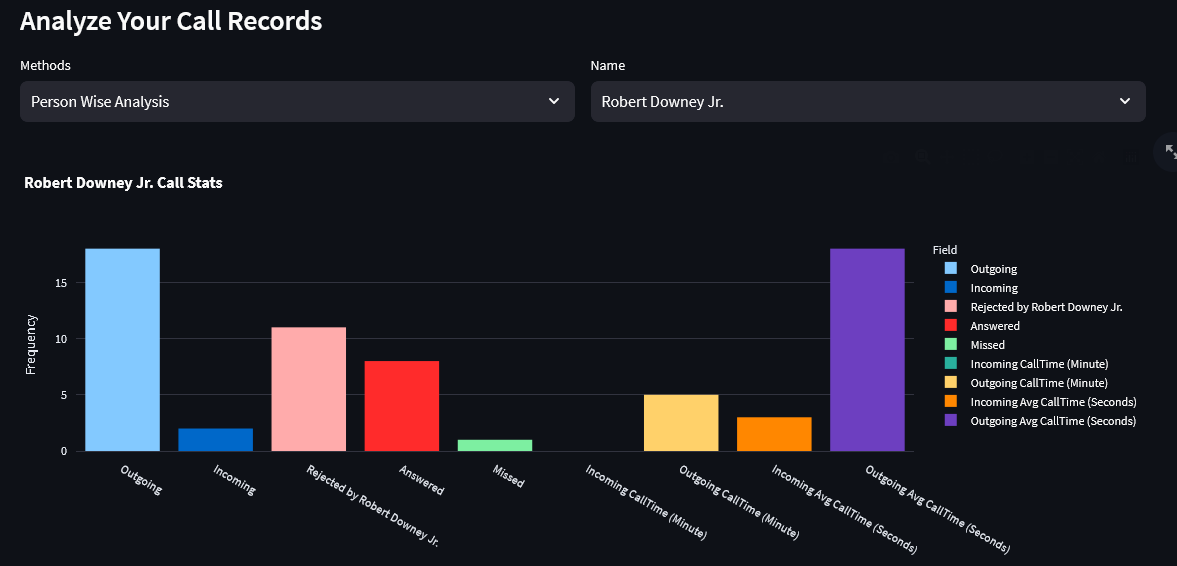 Analyze Your Call Records
Methods
Name
Person Wise Analysis
Robert Downey Jr.
Robert Downey Jr. Call Stats
Frequency
15
10
5
0
Outgoing
Incoming
Rejected by Robert Downey Jr.
Answered
Missed
Incoming CallTime (Minute)
Outgoing CallTime (Minute)
Incoming Avg CallTime (Seconds)
Outgoing Avg CallTime (Seconds)
Field
Outgoing
Incoming
Rejected by Robert Downey Jr.
Answered
Missed
Incoming CallTime (Minute)
Outgoing CallTime (Minute)
Incoming Avg CallTime (Seconds)
Outgoing Avg CallTime (Seconds)